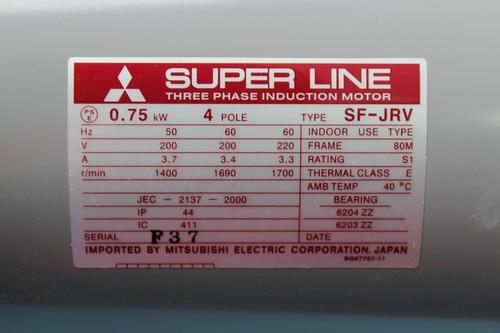 SUPER LINE
THREE PHASE INDUCTION MOTOR
PS E 0.75 kW 4 POLE TYPE SF-JRV
Hz 50 60 60 INDOOR USE TYPE
V 200 200 220 FRAME 80M
A 3.7 3.4 3.3 RATING S1
r/min 1400 1690 1700 THERMAL CLASS E
AMB TEMP 40 °C
JEC - 2137 - 2000 BEARING
IP 44 6204 ZZ
IC 411 6203 ZZ
SERIAL F37
IMPORTED BY MITSUBISHI ELECTRIC CORPORATION, JAPAN
BG67767-11